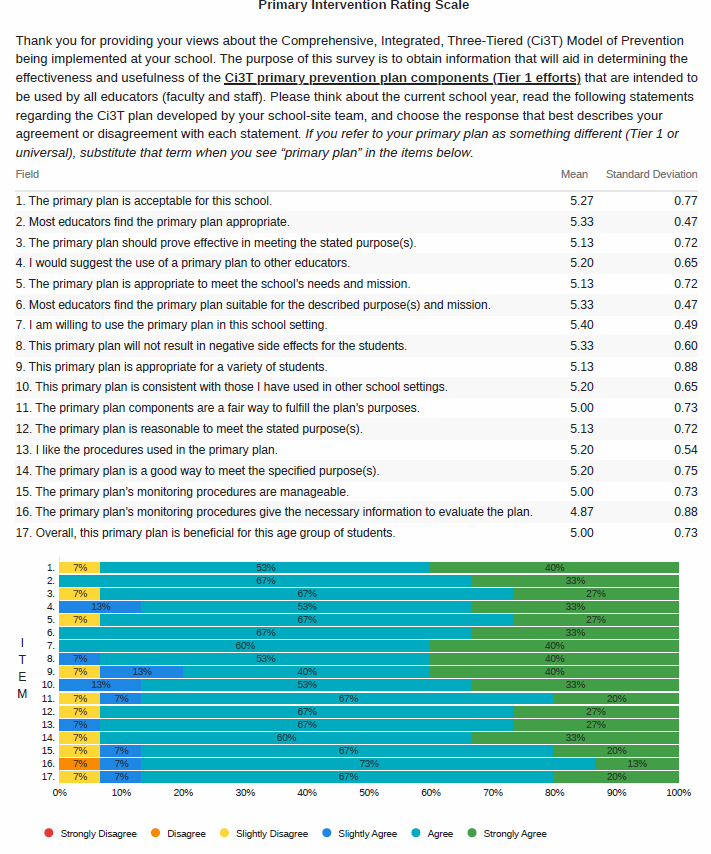 Primary Intervention Rating Scale
Thank you for providing your views about the Comprehensive, Integrated, Three-Tiered (Ci3T) Model of Prevention
being implemented at your school. The purpose of this survey is to obtain information that will aid in determining the
effectiveness and usefulness of the Ci3T primary prevention plan components (Tier 1 efforts) that are intended to
be used by all educators (faculty and staff). Please think about the current school year, read the following statements
regarding the Ci3T plan developed by your school-site team, and choose the response that best describes your
agreement or disagreement with each statement. If you refer to your primary plan as something different (Tier 1 or
universal), substitute that term when you see “primary plan” in the items below.
Field Mean Standard Deviation
1. The primary plan is acceptable for this school. 5.27 0.77
2. Most educators find the primary plan appropriate. 5.33 0.47
3. The primary plan should prove effective in meeting the stated purpose(s). 5.13 0.72
4. I would suggest the use of a primary plan to other educators. 5.20 0.65
5. The primary plan is appropriate to meet the school's needs and mission. 5.13 0.72
6. Most educators find the primary plan suitable for the described purpose(s) and mission. 5.33 0.47
7. I am willing to use the primary plan in this school setting. 5.40 0.49
8. This primary plan will not result in negative side effects for the students. 5.33 0.60
9. This primary plan is appropriate for a variety of students. 5.13 0.88
10. This primary plan is consistent with those I have used in other school settings. 5.20 0.65
11. The primary plan components are a fair way to fulfill the plan's purposes. 5.00 0.73
12. The primary plan is reasonable to meet the stated purpose(s). 5.13 0.72
13. I like the procedures used in the primary plan. 5.20 0.54
14. The primary plan is a good way to meet the specified purpose(s). 5.20 0.75
15. The primary plan's monitoring procedures are manageable. 5.00 0.73
16. The primary plan's monitoring procedures give the necessary information to evaluate the plan. 4.87 0.88
17. Overall, this primary plan is beneficial for this age group of students. 5.00 0.73
ITEM
1. 7% 53% 40%
2. 67% 33%
3. 7% 67% 27%
4. 13% 53% 33%
5. 7% 67% 27%
6. 67% 33%
7. 60% 40%
8. 7% 53% 40%
9. 7% 13% 40% 40%
10. 13% 53% 33%
11. 7% 7% 67% 20%
12. 7% 67% 27%
13. 7% 67% 27%
14. 7% 60% 33%
15. 7% 7% 67% 20%
16. 7% 7% 73% 13%
17. 7% 7% 67% 20%
0% 10% 20% 30% 40% 50% 60% 70% 80% 90% 100%
Strongly Disagree Disagree Slightly Disagree Slightly Agree Agree Strongly Agree